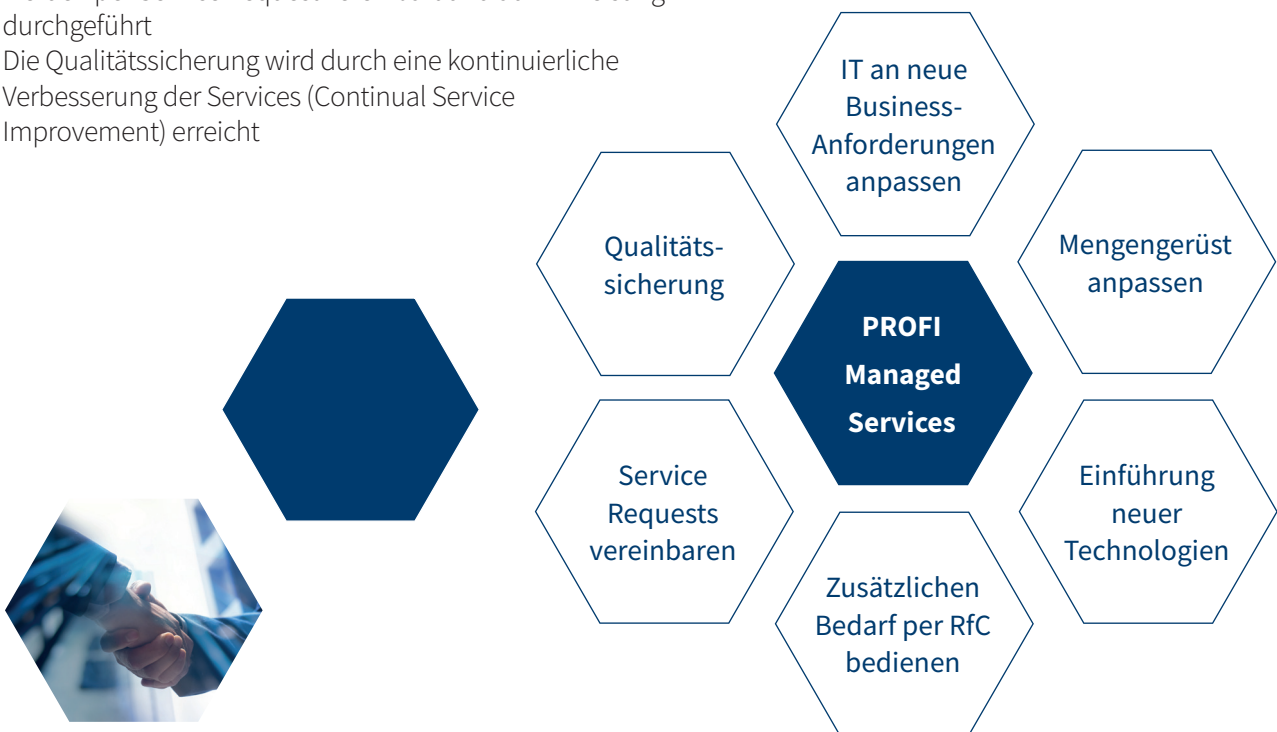 durchgeführt
Die Qualitätssicherung wird durch eine kontinuierliche
Verbesserung der Services (Continual Service
Improvement) erreicht
IT an neue
Business-
Anforderungen
anpassen
Qualitäts-
sicherung
Mengengerüst
anpassen
PROFI
Managed
Services
Service
Requests
vereinbaren
Einführung
neuer
Technologien
Zusätzlichen
Bedarf per RfC
bedienen